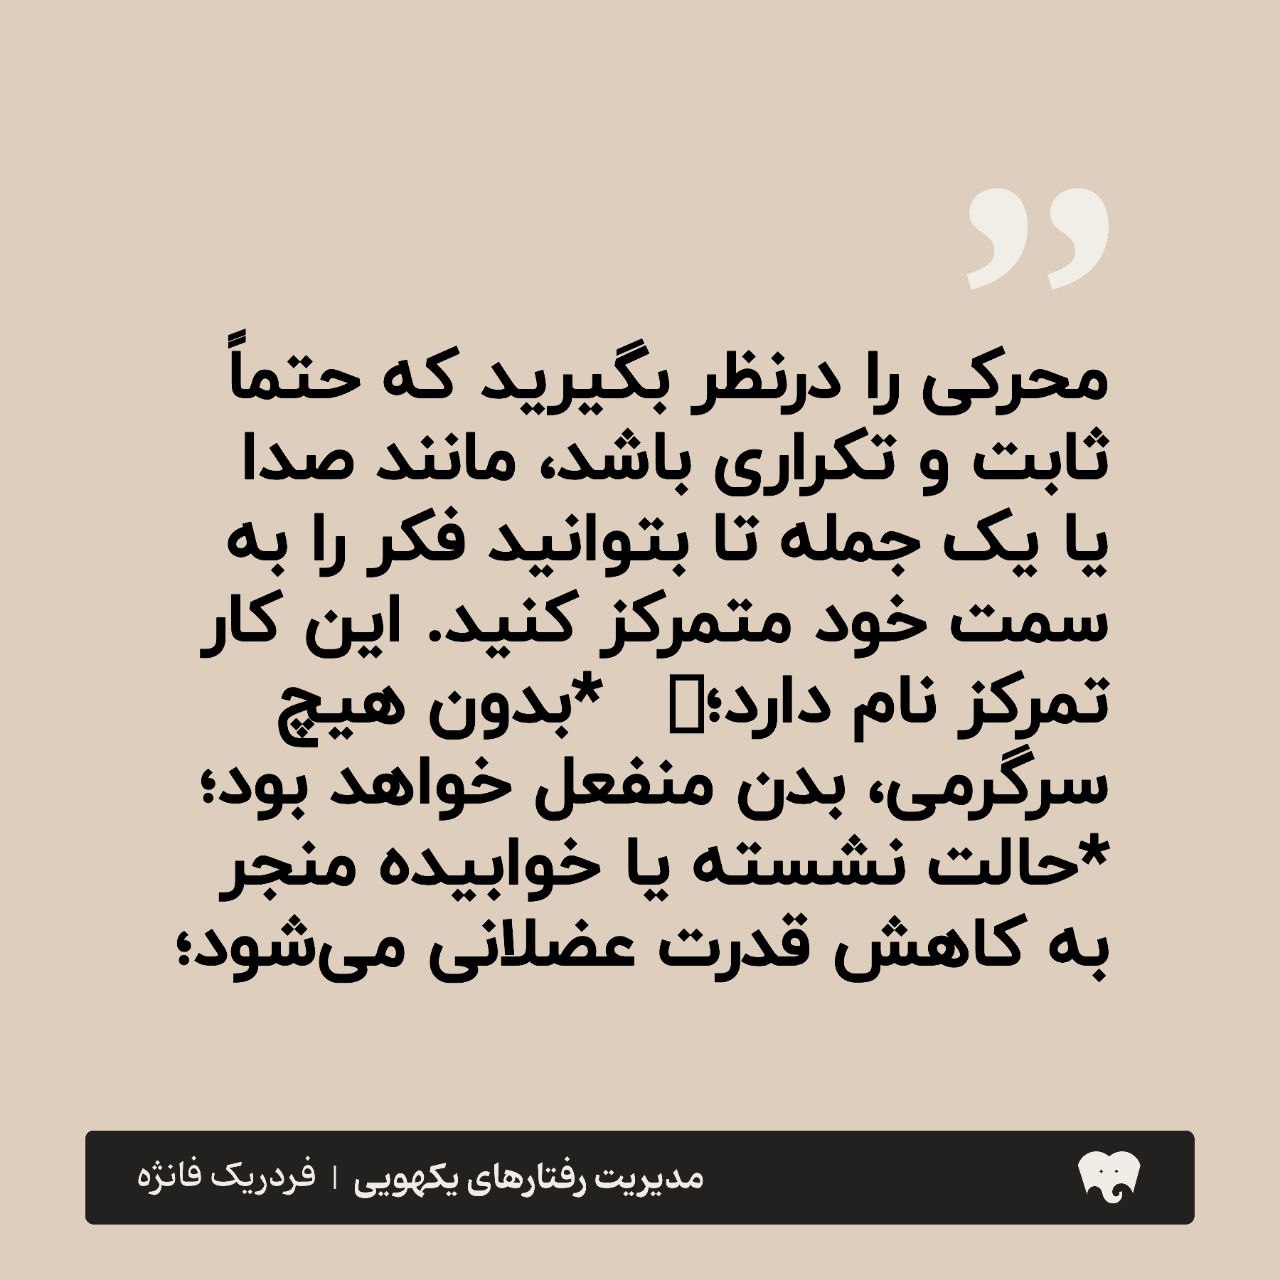 ”
محرکی را درنظر بگیرید که حتماً
ثابت و تکراری باشد، مانند صدا
یا یک جمله تا بتوانید فکر را به
سمت خود متمرکز کنید. این کار
تمرکز نام دارد؛▯ *بدون هیچ
سرگرمی، بدن منفعل خواهد بود؛
*حالت نشسته یا خوابیده منجر
به کاهش قدرت عضلانی می‌شود؛
مدیریت رفتارهای یکهویی | فردریک فانژه